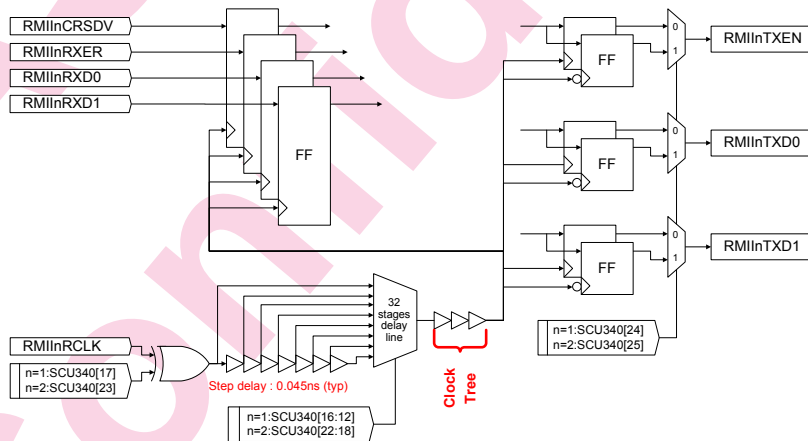 RMIInCRSDV
RMIInRXER
RMIInRXD0
RMIInRXD1
FF
0
1
FF
RMIInTXEN
0
1
FF
RMIInTXD0
0
1
FF
RMIInTXD1
32
stages
delay
line
RMIInRCLK
n=1:SCU340[17]
n=2:SCU340[23]
Step delay : 0.045ns (typ)
Clock
Tree
n=1:SCU340[24]
n=2:SCU340[25]
n=1:SCU340[16:12]
n=2:SCU340[22:18]